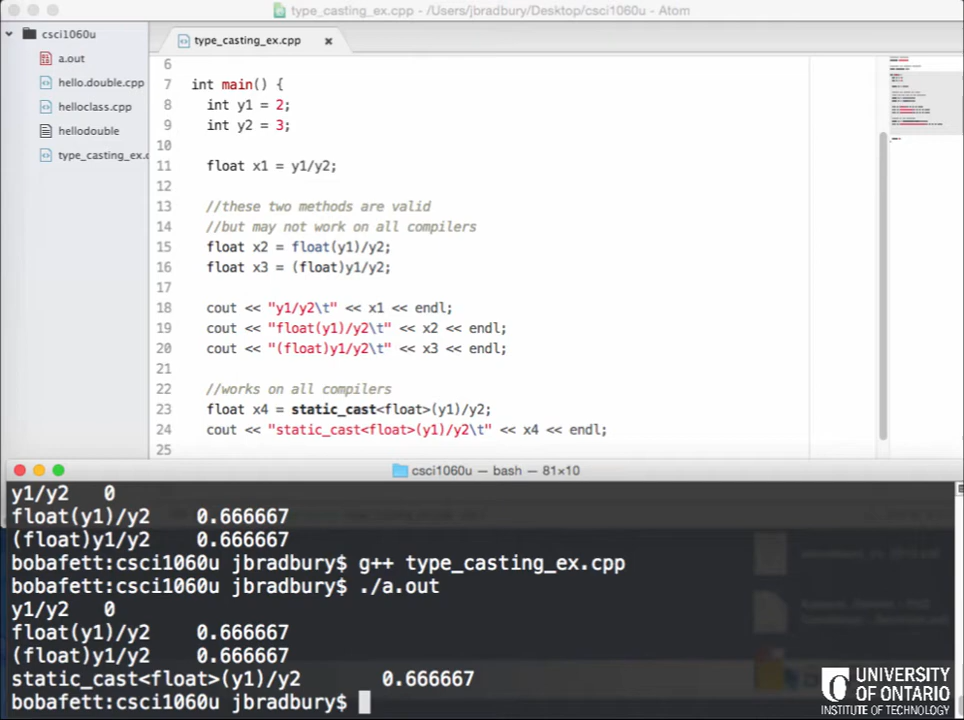 type_casting_ex.cpp - /Users/jbradbury/Desktop/csci1060u - Atom
csci1060u
a.out
hello.double.cpp
helloclass.cpp
hellodouble
type_casting_ex.c
type_casting_ex.cpp ×
6
7 int main() {
8 int y1 = 2;
9 int y2 = 3;
10
11 float x1 = y1/y2;
12
13 //these two methods are valid
14 //but may not work on all compilers
15 float x2 = float(y1)/y2;
16 float x3 = (float)y1/y2;
17
18 cout << "y1/y2\t" << x1 << endl;
19 cout << "float(y1)/y2\t" << x2 << endl;
20 cout << "(float)y1/y2\t" << x3 << endl;
21
22 //works on all compilers
23 float x4 = static_cast<float>(y1)/y2;
24 cout << "static_cast<float>(y1)/y2\t" << x4 << endl;
25
csci1060u — bash — 81×10
y1/y2 0
float(y1)/y2 0.666667
(float)y1/y2 0.666667
bobafett:csci1060u jbradbury$ g++ type_casting_ex.cpp
bobafett:csci1060u jbradbury$ ./a.out
y1/y2 0
float(y1)/y2 0.666667
(float)y1/y2 0.666667
static_cast<float>(y1)/y2 0.666667
bobafett:csci1060u jbradbury$
UNIVERSITY
OF ONTARIO
INSTITUTE OF TECHNOLOGY